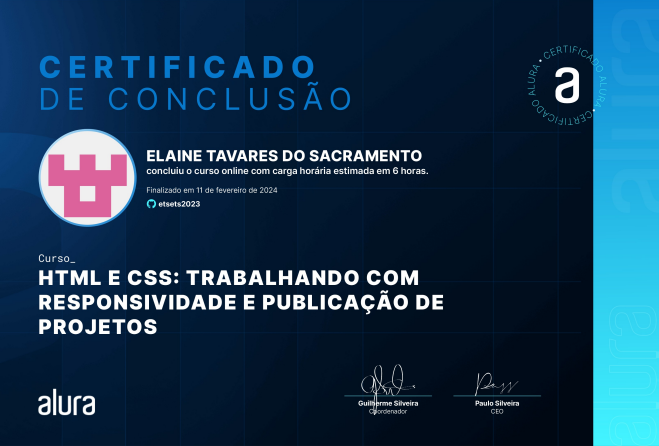 CERTIFICADO
DE CONCLUSÃO
CERTIFICADO ALURA • CERTIFICADO ALURA •
a
ELAINE TAVARES DO SACRAMENTO
concluiu o curso online com carga horária estimada em 6 horas.
Finalizado em 11 de fevereiro de 2024
etsets2023
Curso_
HTML E CSS: TRABALHANDO COM
RESPONSIVIDADE E PUBLICAÇÃO DE
PROJETOS
Guilherme Silveira
Coordenador
Paulo Silveira
CEO
alura
alura
alura